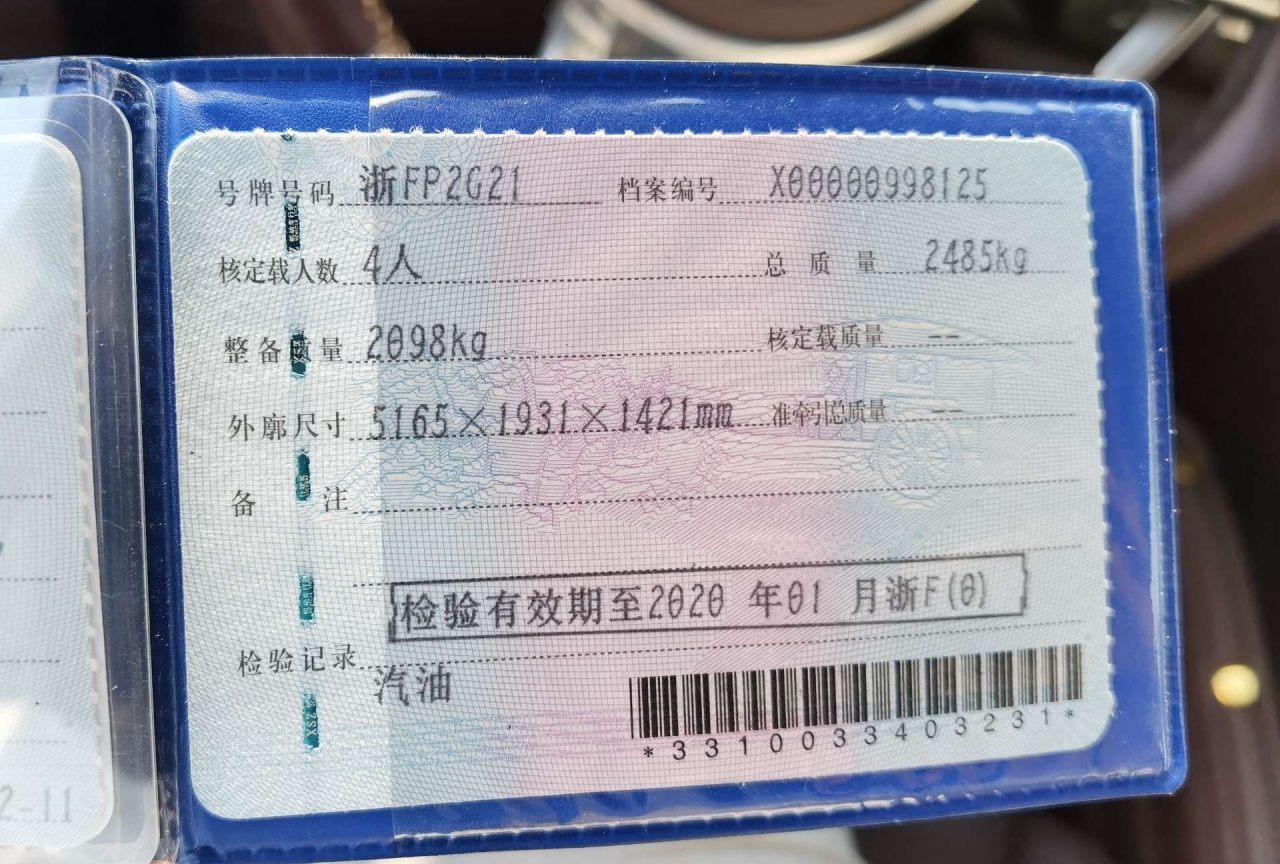 号牌号码 浙FP2G21 档案编号 X00000998125
核定载人数 4人 总质量 2485kg
整备质量 2098kg 核定载质量 --
外廓尺寸 5165×1931×1421mm 准牵引总质量 --
备注
检验有效期至2020 年01 月浙F(0)
检验记录
汽油
*3310033403231*
2-11